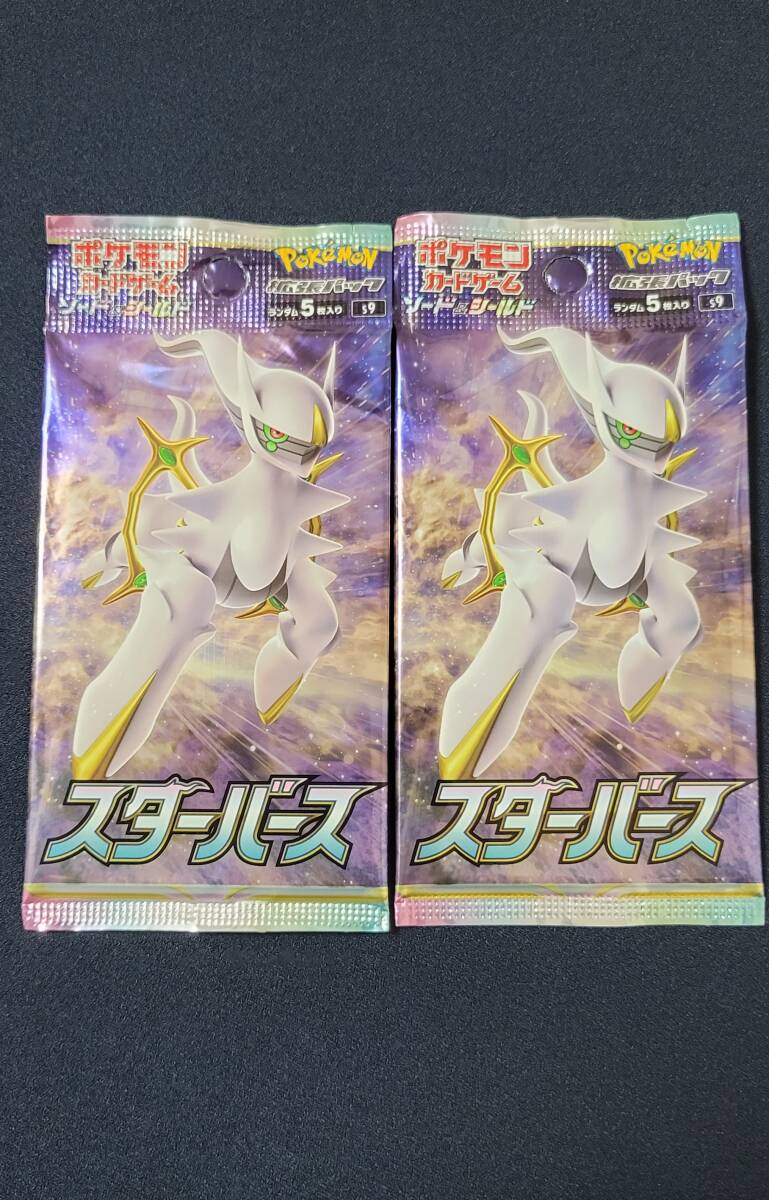 ポケモン
カードゲーム
ソード&シールド
Pokémon
拡張パック
ランダム5枚入り s9
スターバース
ポケモン
カードゲーム
ソード&シールド
Pokémon
拡張パック
ランダム5枚入り s9
スターバース